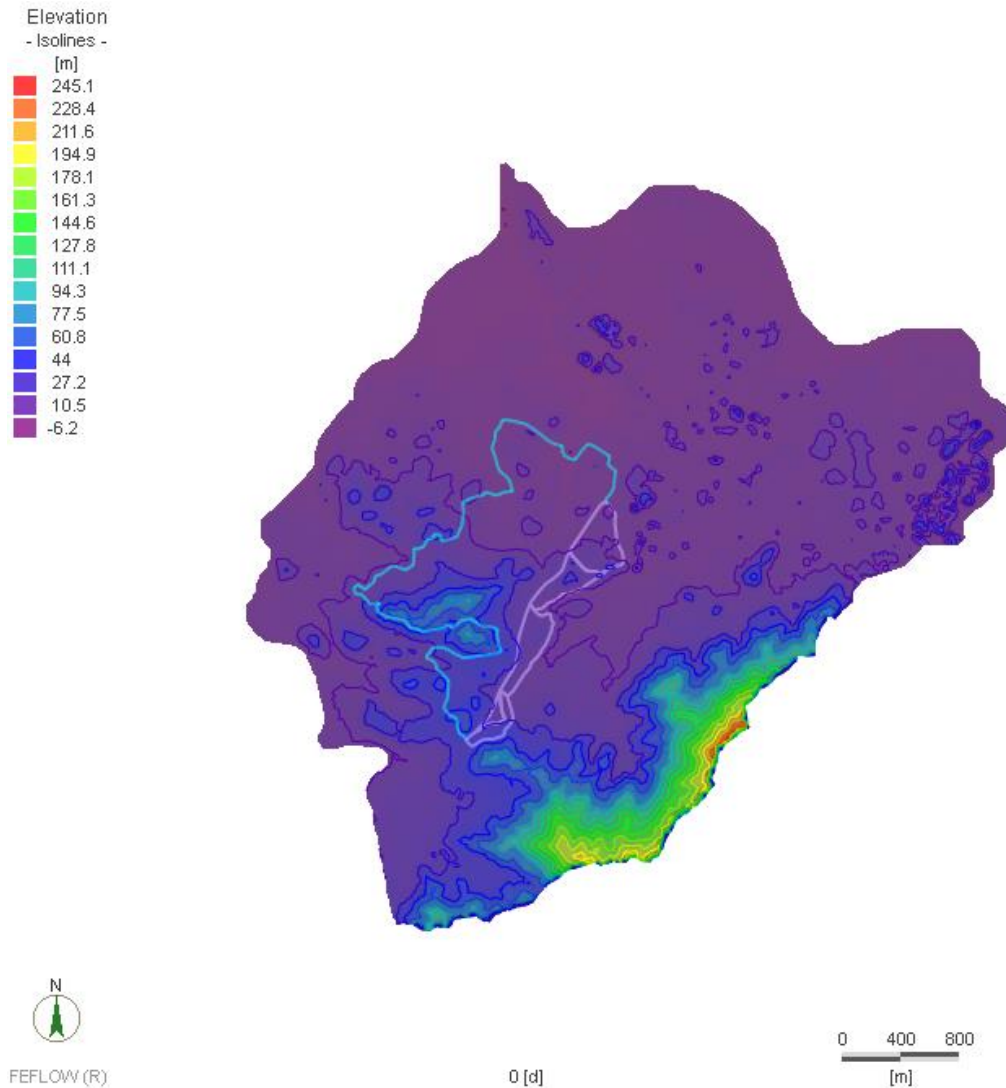 Elevation
- Isolines -
[m]
245.1
228.4
211.6
194.9
178.1
161.3
144.6
127.8
111.1
94.3
77.5
60.8
44
27.2
10.5
-6.2
N
FEFLOW (R)
0 [d]
0 400 800
[m]